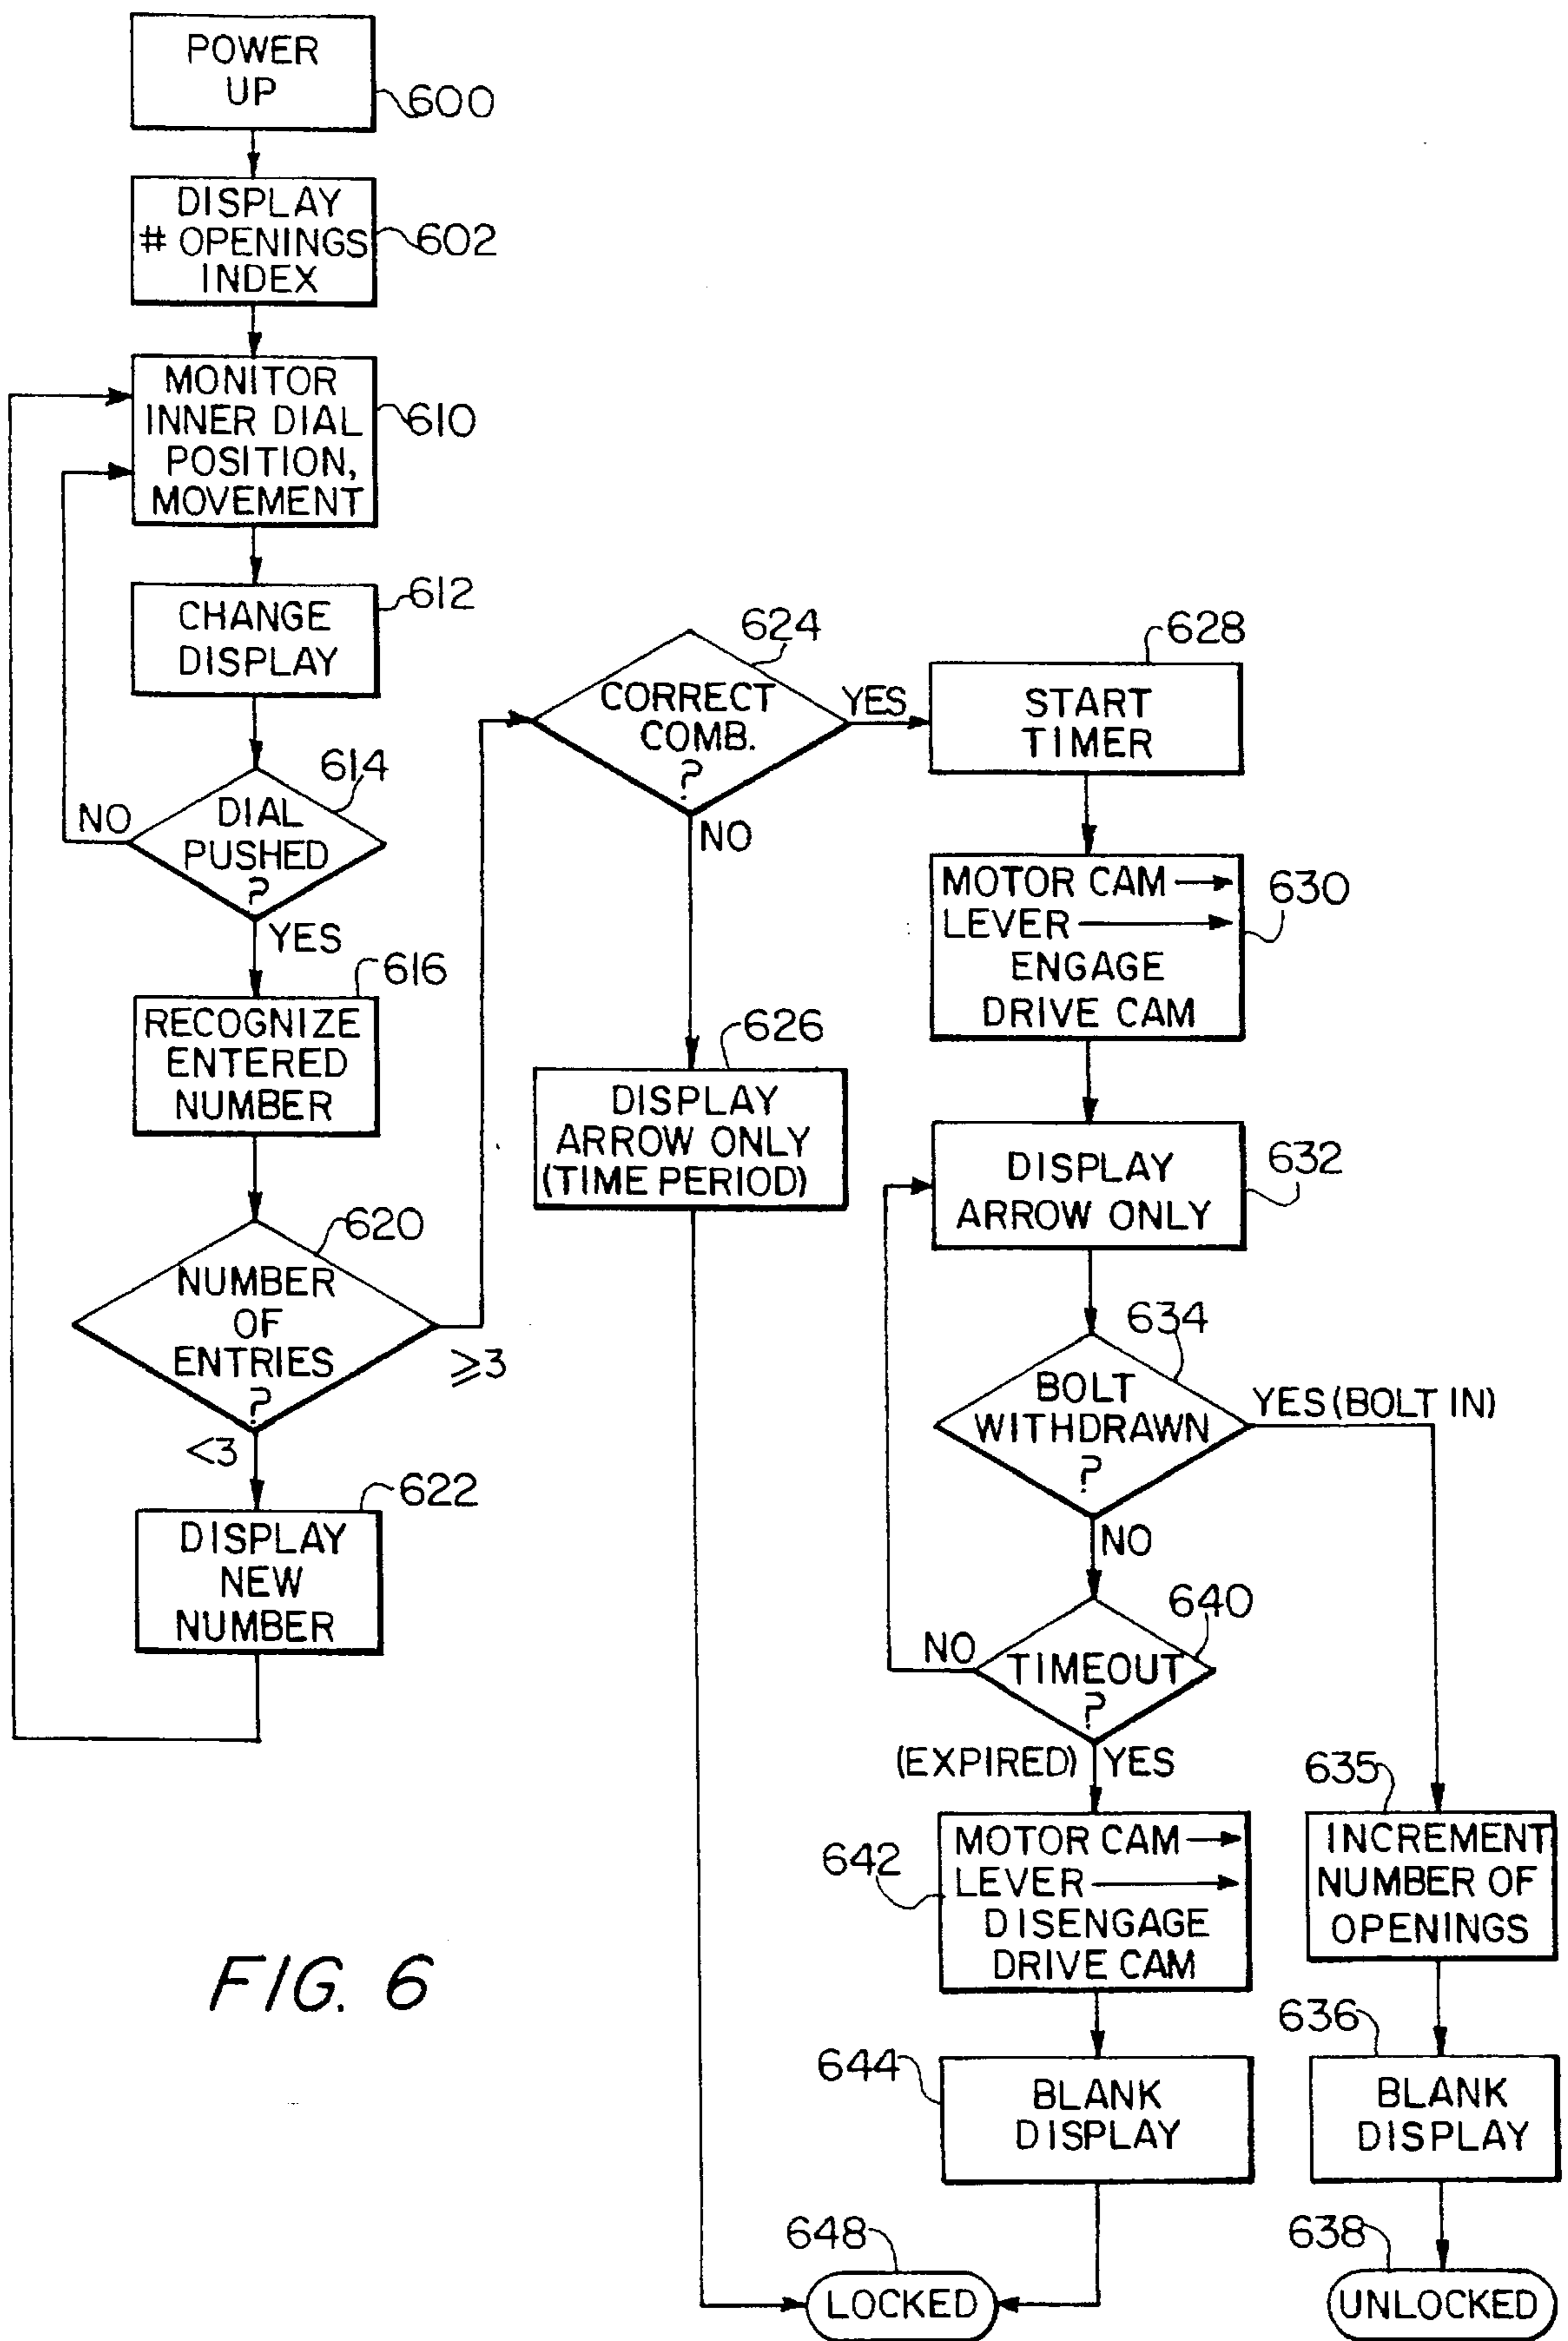 POWER
UP
600
DISPLAY
# OPENINGS
INDEX
602
MONITOR
INNER DIAL
POSITION,
MOVEMENT
610
CHANGE
DISPLAY
612
DIAL
PUSHED
?
614
NO
YES
RECOGNIZE
ENTERED
NUMBER
616
NUMBER
OF
ENTRIES
?
620
≥3
<3
DISPLAY
NEW
NUMBER
622
CORRECT
COMB.
?
624
YES
NO
DISPLAY
ARROW ONLY
(TIME PERIOD)
626
START
TIMER
628
MOTOR CAM →
LEVER →
ENGAGE
DRIVE CAM
630
DISPLAY
ARROW ONLY
632
BOLT
WITHDRAWN
?
634
YES (BOLT IN)
NO
TIMEOUT
?
640
NO
(EXPIRED) YES
MOTOR CAM →
LEVER →
DISENGAGE
DRIVE CAM
642
BLANK
DISPLAY
644
LOCKED
648
INCREMENT
NUMBER OF
OPENINGS
635
BLANK
DISPLAY
636
UNLOCKED
638
FIG. 6